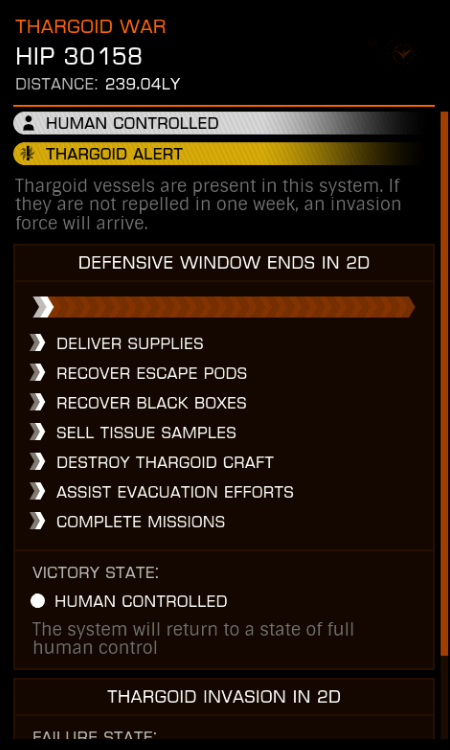 THARGOID WAR
HIP 30158
DISTANCE: 239.04LY
HUMAN CONTROLLED
THARGOID ALERT
Thargoid vessels are present in this system. If
they are not repelled in one week, an invasion
force will arrive.
DEFENSIVE WINDOW ENDS IN 2D
DELIVER SUPPLIES
RECOVER ESCAPE PODS
RECOVER BLACK BOXES
SELL TISSUE SAMPLES
DESTROY THARGOID CRAFT
ASSIST EVACUATION EFFORTS
COMPLETE MISSIONS
VICTORY STATE:
HUMAN CONTROLLED
The system will return to a state of full
human control
THARGOID INVASION IN 2D
FAILURE STATE: